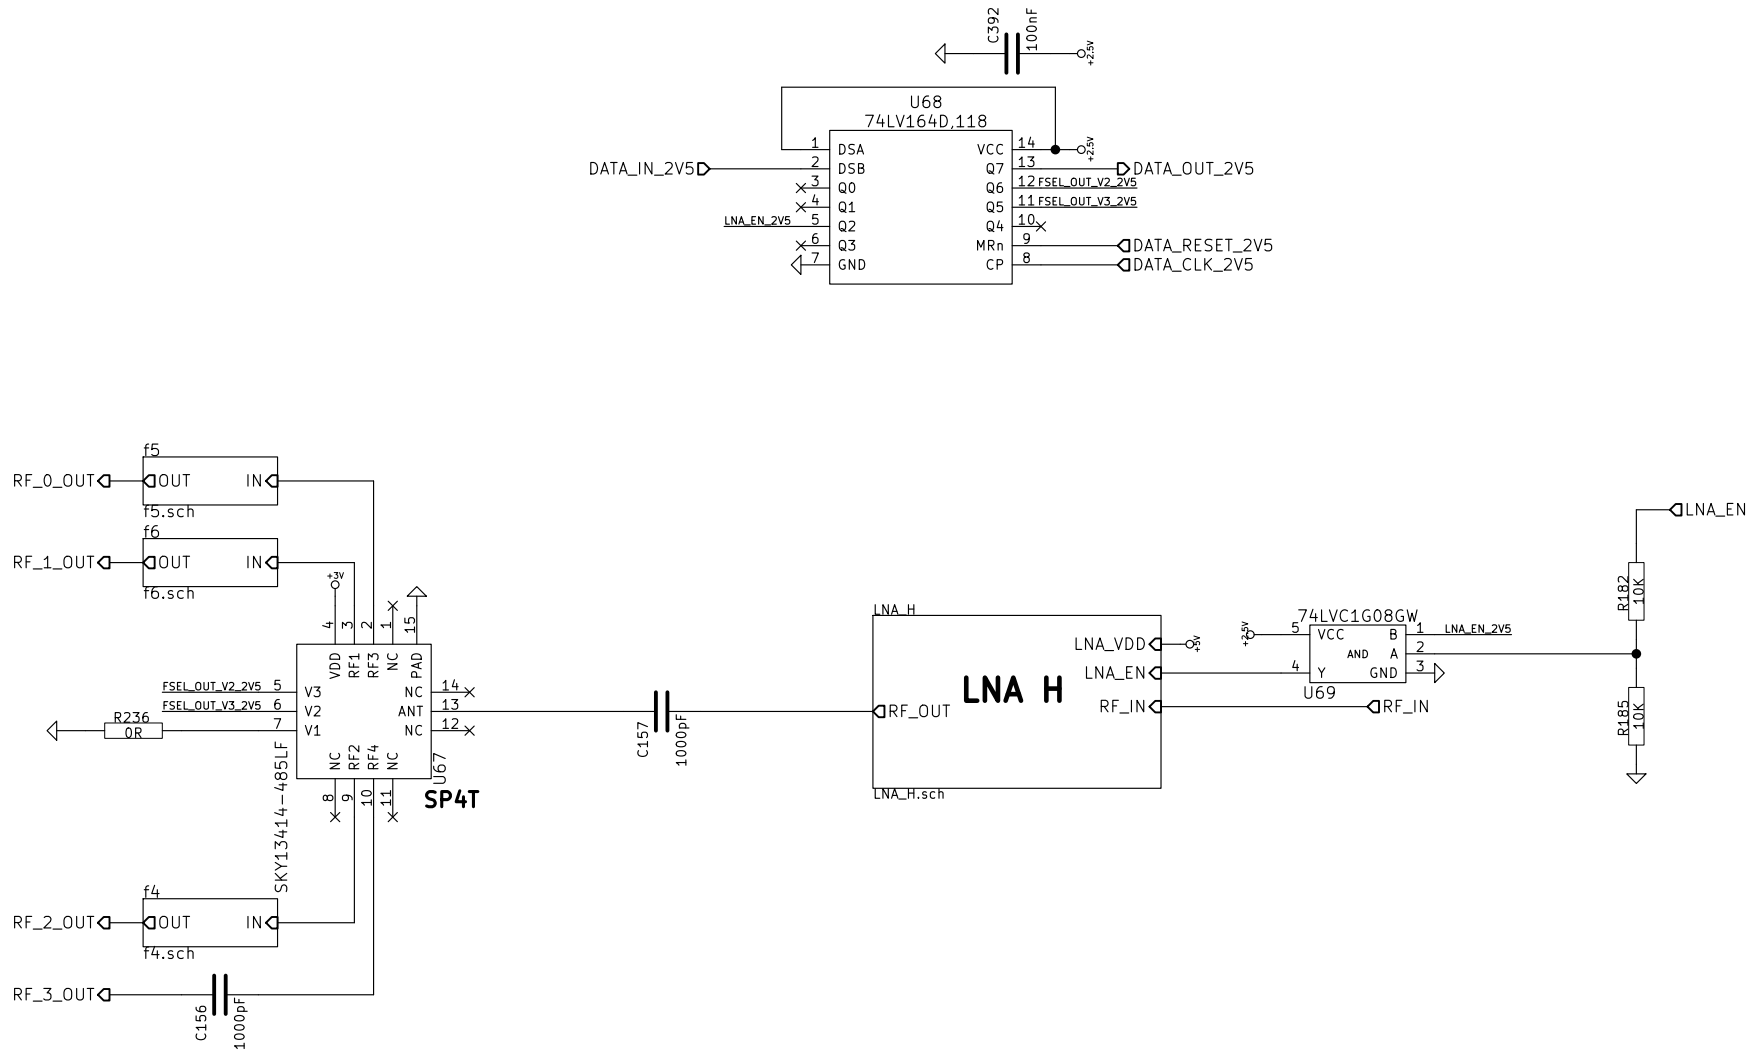 C392
100nF
+2.5V
U68
74LV164D,118
1 DSA VCC 14 +2.5V
DATA_IN_2V5 2 DSB Q7 13 DATA_OUT_2V5
3 Q0 Q6 12 FSEL_OUT_V2_2V5
4 Q1 Q5 11 FSEL_OUT_V3_2V5
LNA_EN_2V5 5 Q2 Q4 10
6 Q3 MRn 9 DATA_RESET_2V5
7 GND CP 8 DATA_CLK_2V5
f5
RF_0_OUT OUT IN
f5.sch
f6
RF_1_OUT OUT IN
f6.sch
+3V
4 3 2 1 15
VDD RF1 RF3 NC PAD
FSEL_OUT_V2_2V5 5 V3 NC 14
FSEL_OUT_V3_2V5 6 V2 ANT 13
R236
0R
7 V1 NC 12
NC RF2 RF4 NC
8 9 10 11
U67
SKY13414-485LF
SP4T
f4
RF_2_OUT OUT IN
f4.sch
RF_3_OUT
C156
1000pF
C157
1000pF
LNA_H
LNA_VDD +5V
LNA_EN
LNA H
RF_IN RF_IN
RF_OUT
LNA_H.sch
74LVC1G08GW
+2.5V 5 VCC B 1 LNA_EN_2V5
AND A 2
4 Y GND 3
U69
LNA_EN
R182
10K
R185
10K